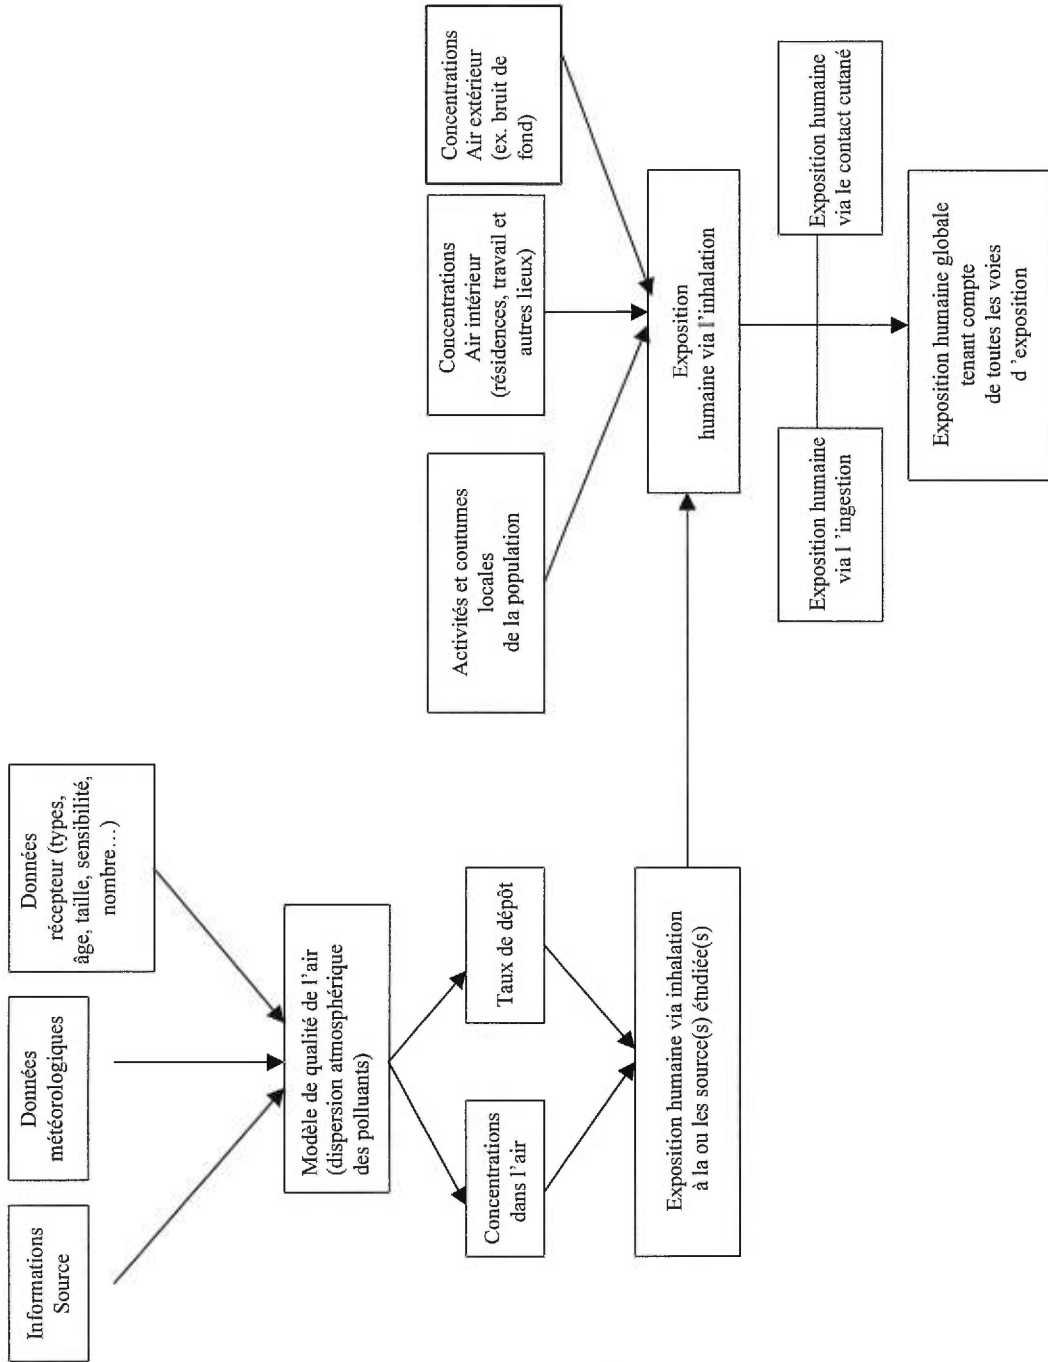 Informations
Source
Données
météorologiques
Données
récepteur (types,
âge, taille, sensibilité,
nombre…)
Modèle de qualité de l'air
(dispersion atmosphérique
des polluants)
Concentrations
dans l'air
Taux de dépôt
Exposition humaine via inhalation
à la ou les source(s) étudiée(s)
Activités et coutumes
locales
de la population
Concentrations
Air intérieur
(résidences, travail et
autres lieux)
Concentrations
Air extérieur
(ex. bruit de
fond)
Exposition
humaine via l'inhalation
Exposition humaine
via l ’ingestion
Exposition humaine
via le contact cutané
Exposition humaine globale
tenant compte
de toutes les voies
d ’exposition